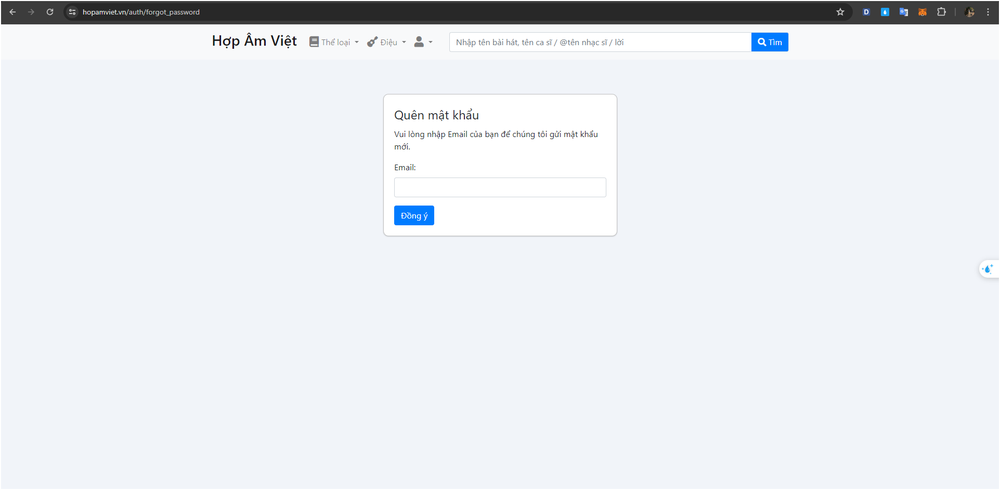 hopamviet.vn/auth/forgot_password
Hợp Âm Việt Thể loại Điệu Nhập tên bài hát, tên ca sĩ / @tên nhạc sĩ / lời Tìm
Quên mật khẩu
Vui lòng nhập Email của bạn để chúng tôi gửi mật khẩu
mới.
Email:
Đồng ý